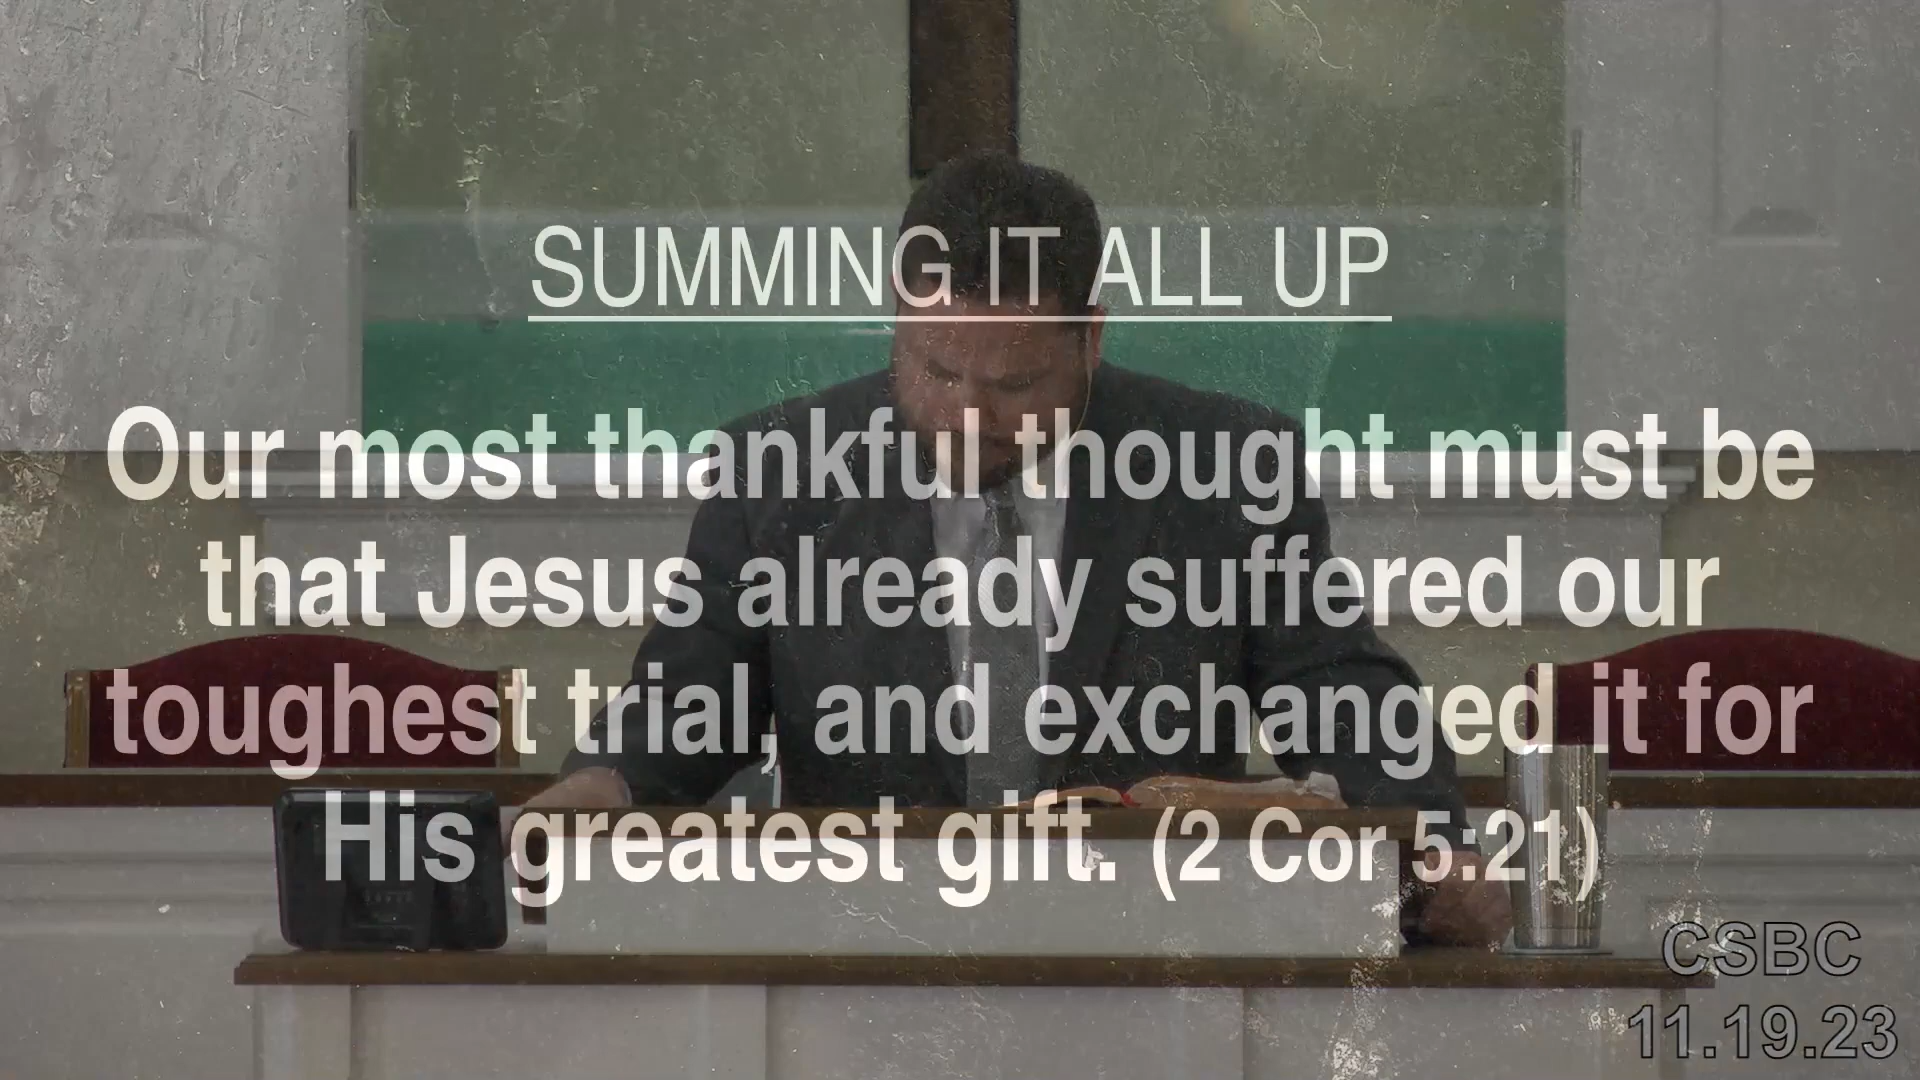 SUMMING IT ALL UP
Our most thankful thought must be
that Jesus already suffered our
toughest trial, and exchanged it for
His greatest gift. (2 Cor 5:21)
CSBC
11.19.23